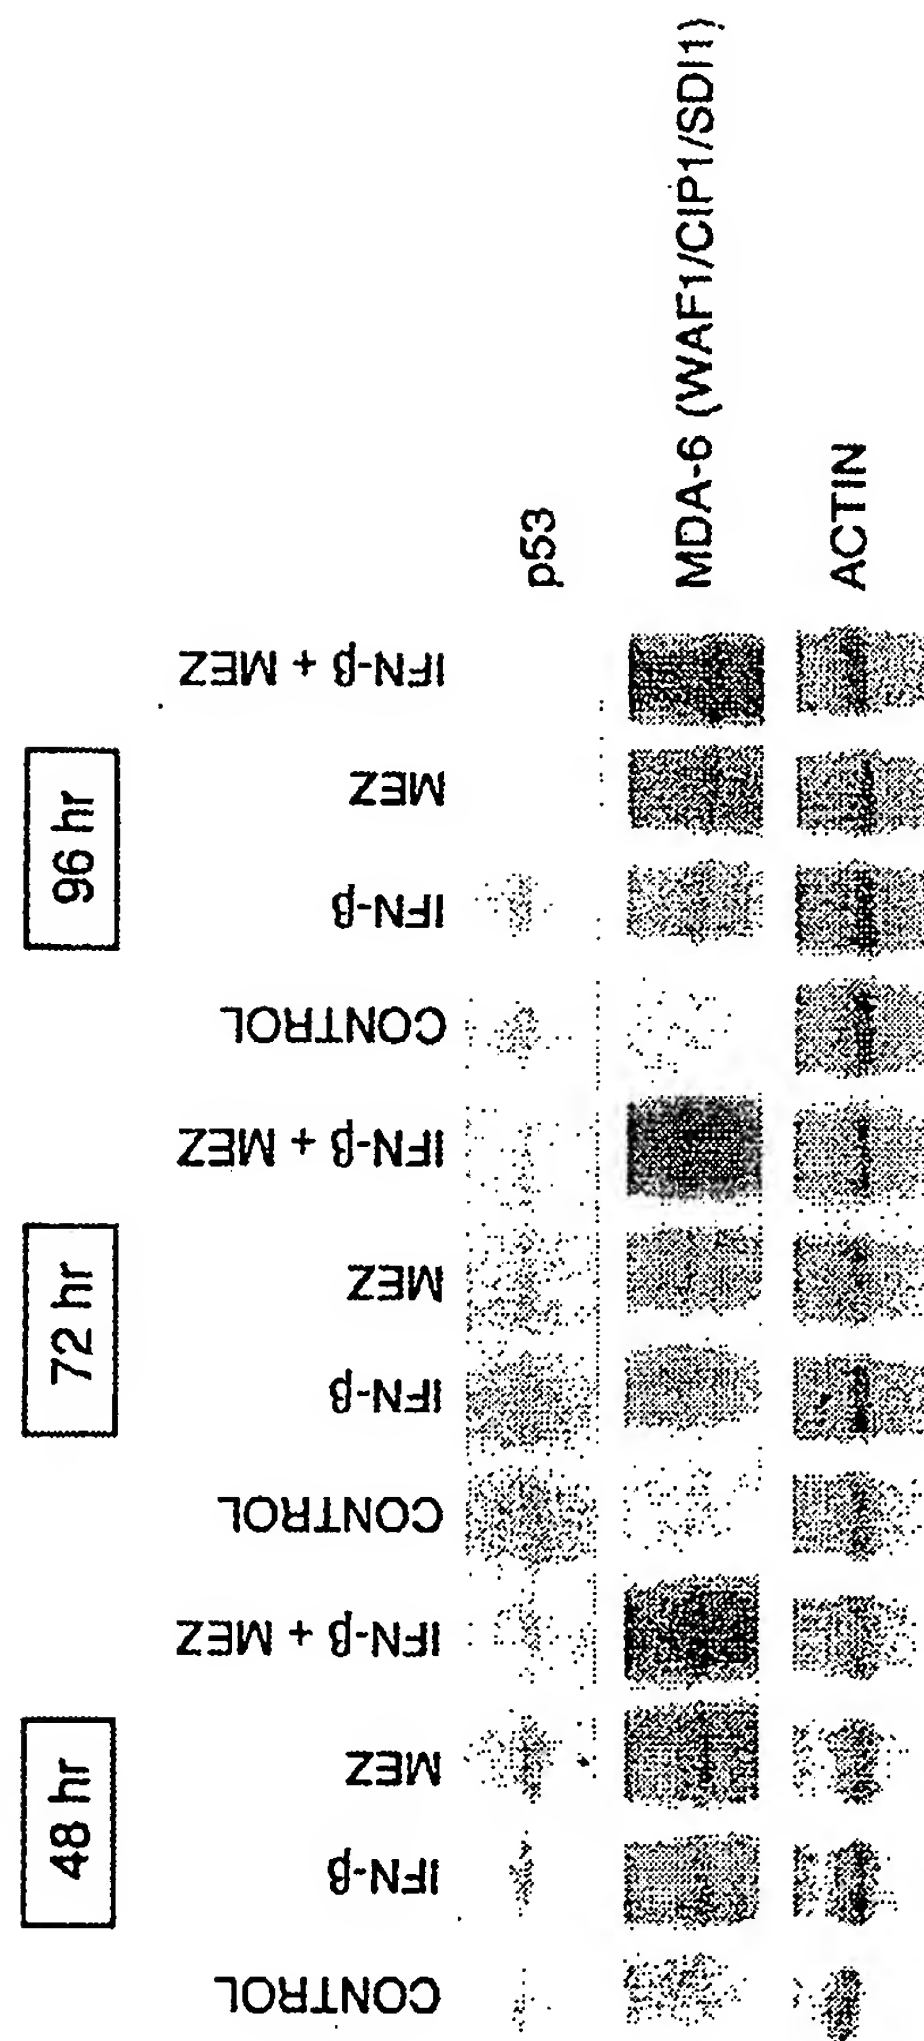 48 hr
72 hr
96 hr
CONTROL
IFN-β
MEZ
IFN-β + MEZ
CONTROL
IFN-β
MEZ
IFN-β + MEZ
CONTROL
IFN-β
MEZ
IFN-β + MEZ
p53
MDA-6 (WAF1/CIP1/SDI1)
ACTIN